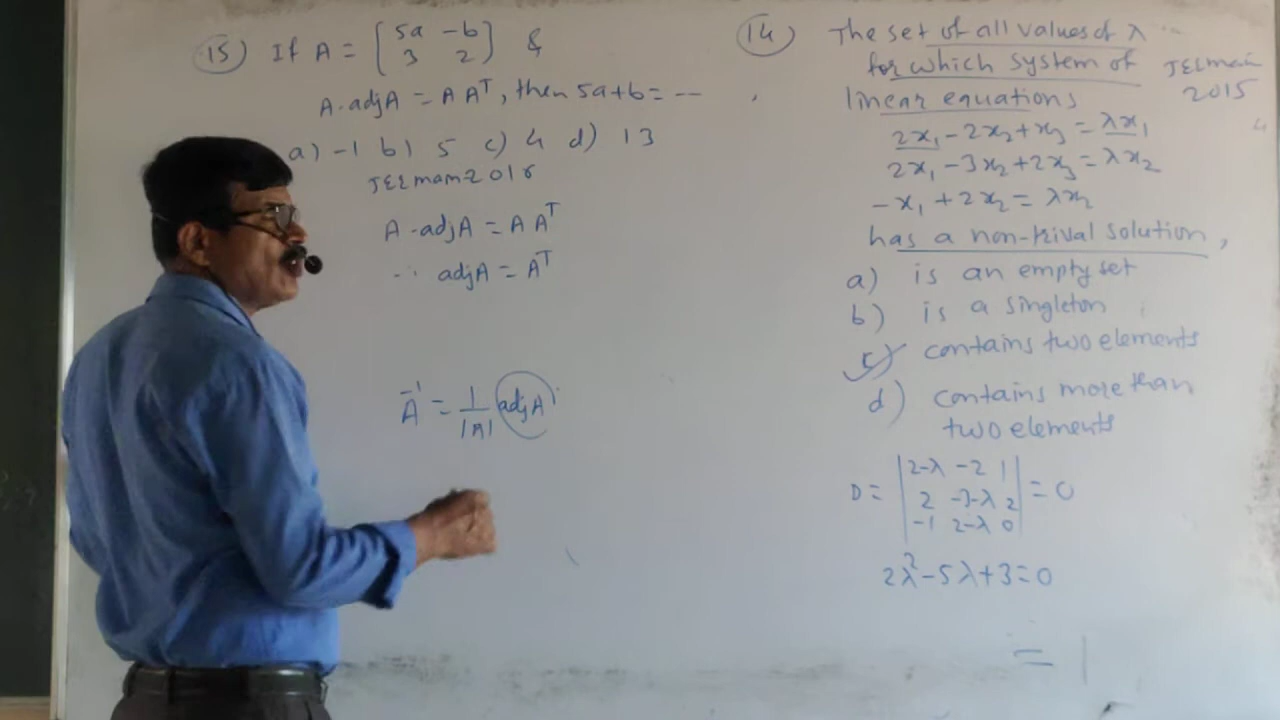 15) If A = [ 5a -b
3 2 ] &
A.adjA = A Aᵀ, then 5a+b= --
a) -1 b) 5 c) 4 d) 13
JEEmain2016
A.adjA = A Aᵀ
∴ adjA = Aᵀ
A⁻¹ = 1/|A| (adjA)
14) The set of all values of λ
for which system of
linear equations
JEEmain
2015
2x₁ - 2x₂ + x₃ = λx₁
2x₁ - 3x₂ + 2x₃ = λx₂
-x₁ + 2x₂ = λx₂
has a non-trival solution,
a) is an empty set
b) is a singleton
c) contains two elements
d) contains more than
two elements
D = | 2-λ -2 1 |
| 2 -3-λ 2 | = 0
| -1 2-λ 0 |
2λ² - 5λ + 3 = 0
= |